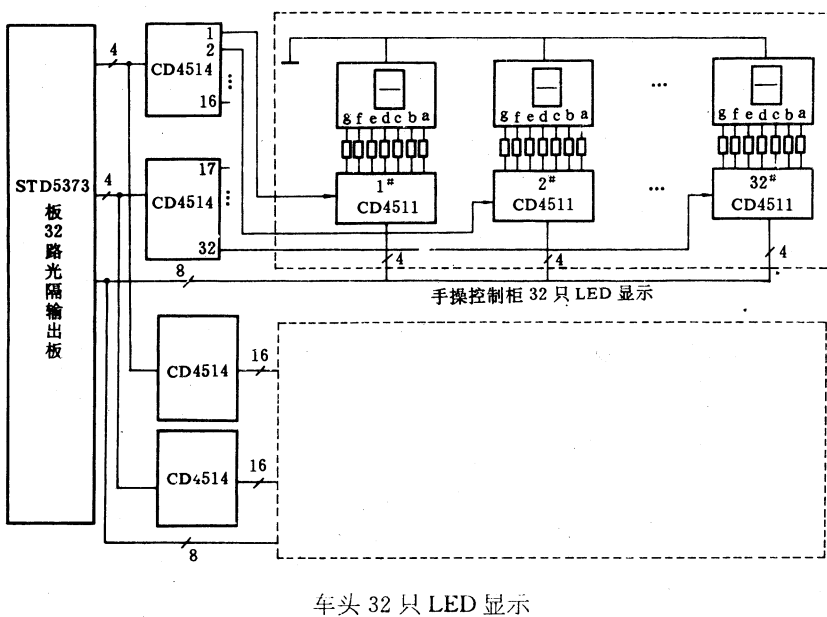 STD5373
板
32
路
光
隔
输
出
板
4
CD4514
1
2
16
4
CD4514
17
32
8
g f e d c b a
1#
CD4511
4
g f e d c b a
2#
CD4511
4
...
...
g f e d c b a
32#
CD4511
4
手操控制柜 32 只 LED 显示
CD4514
16
CD4514
16
8
车头 32 只 LED 显示